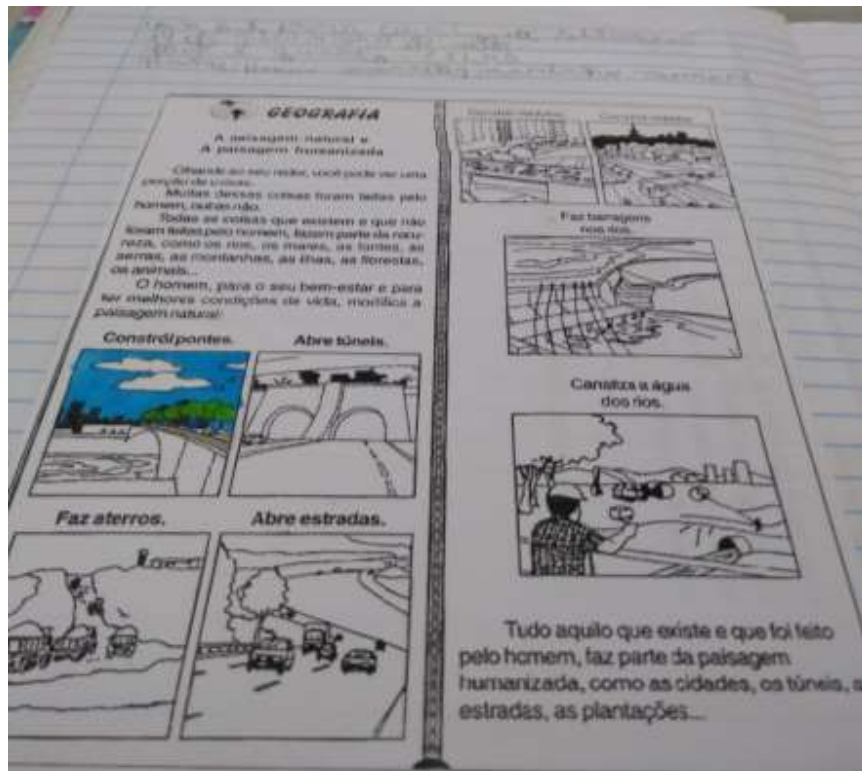 GEOGRAFIA
A paisagem natural e
A paisagem humanizada
Olhando ao seu redor, você pode ver uma
porção de coisas.
Muitas dessas coisas foram feitas pelo
homem, outras não.
Todas as coisas que existem e que não
foram feitas pelo homem, fazem parte da natu-
reza, como os rios, os mares, as fontes, as
serras, as montanhas, as ilhas, as florestas,
os animais...
O homem, para o seu bem-estar e para
ter melhores condições de vida, modifica a
paisagem natural:
Constrói pontes.
Abre túneis.
Faz aterros.
Abre estradas.
Faz barragens
nos rios.
Canaliza a água
dos rios.
Tudo aquilo que existe e que foi feito
pelo homem, faz parte da paisagem
humanizada, como as cidades, os túneis, a
estradas, as plantações...